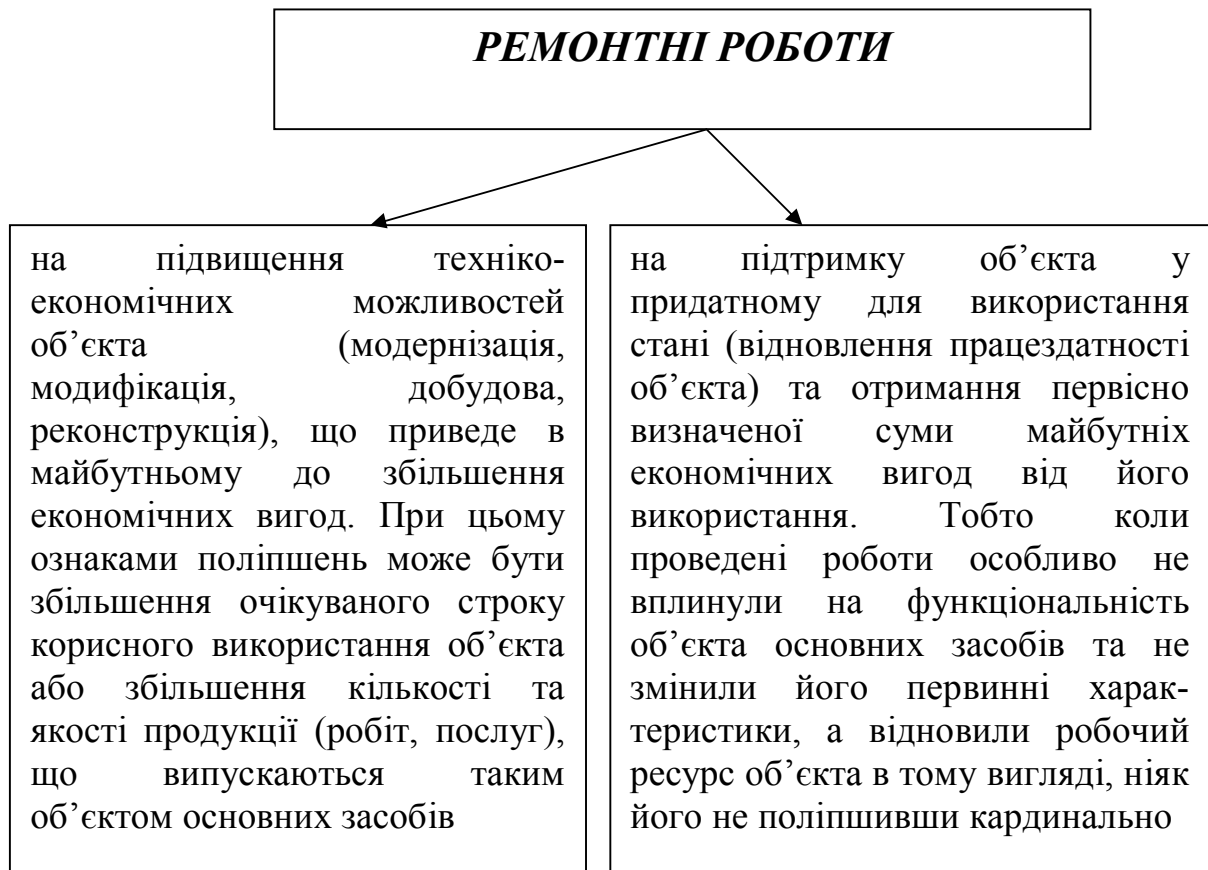 РЕМОНТНІ РОБОТИ
на підвищення техніко-
економічних можливостей
об’єкта (модернізація,
модифікація, добудова,
реконструкція), що приведе в
майбутньому до збільшення
економічних вигод. При цьому
ознаками поліпшень може бути
збільшення очікуваного строку
корисного використання об’єкта
або збільшення кількості та
якості продукції (робіт, послуг),
що випускаються таким
об’єктом основних засобів
на підтримку об’єкта у
придатному для використання
стані (відновлення працездатності
об’єкта) та отримання первісно
визначеної суми майбутніх
економічних вигод від його
використання. Тобто коли
проведені роботи особливо не
вплинули на функціональність
об’єкта основних засобів та не
змінили його первинні харак-
теристики, а відновили робочий
ресурс об’єкта в тому вигляді, ніяк
його не поліпшивши кардинально